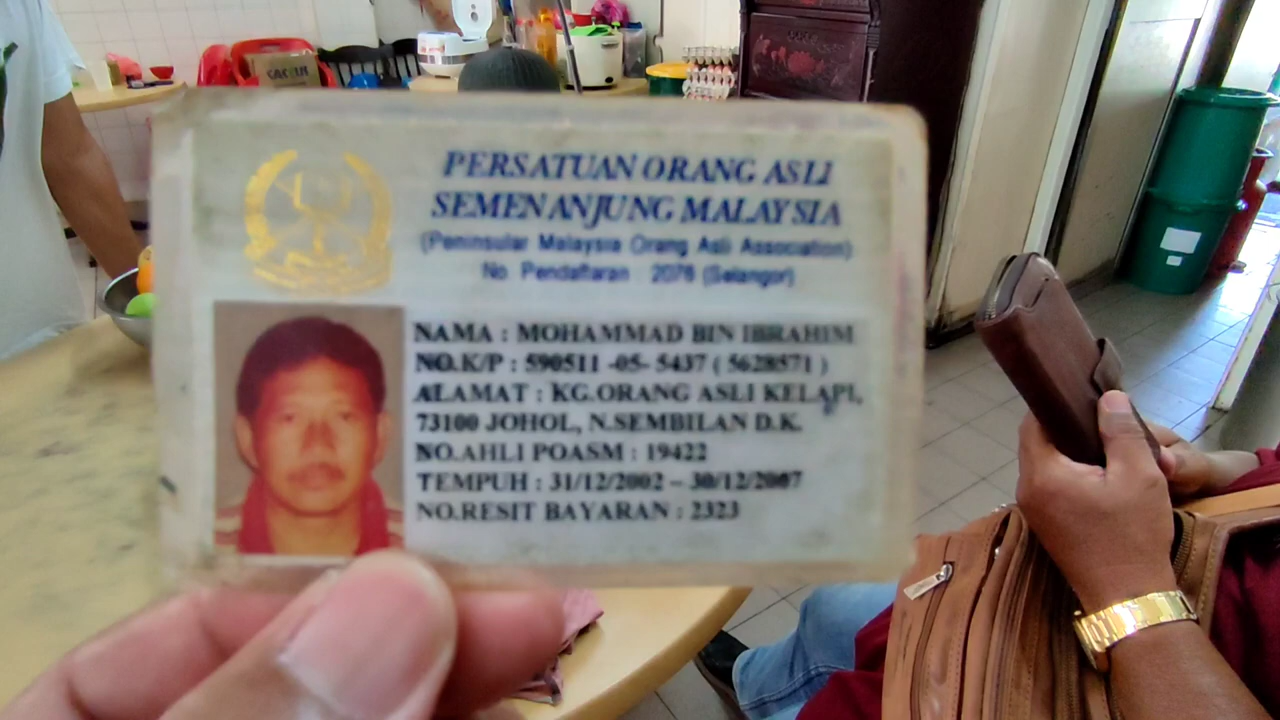 PERSATUAN ORANG ASLI
SEMENANJUNG MALAYSIA
(Peninsular Malaysia Orang Asli Association)
No. Pendaftaran : 2078 (Selangor)
NAMA : MOHAMMAD BIN IBRAHIM
NO.K/P : 590511 -05- 5437 ( 5628571 )
ALAMAT : KG.ORANG ASLI KELAPI,
73100 JOHOL, N.SEMBILAN D.K.
NO.AHLI POASM : 19422
TEMPUH : 31/12/2002 – 30/12/2007
NO.RESIT BAYARAN : 2323